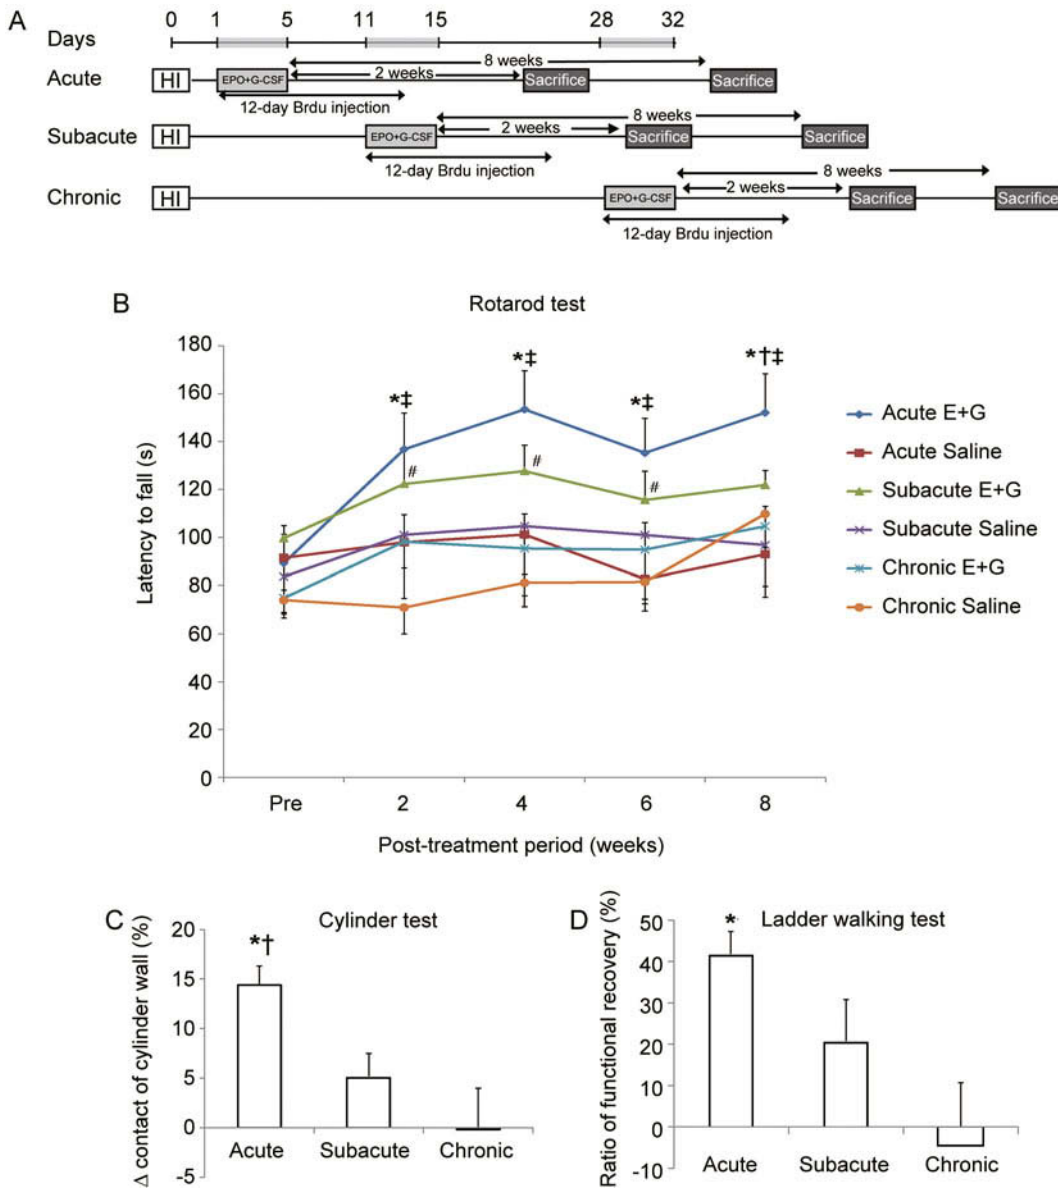 A
0 1 5 11 15 28 32
Days
8 weeks
2 weeks
Acute HI EPO+G-CSF Sacrifice Sacrifice
12-day Brdu injection
8 weeks
2 weeks
Subacute HI EPO+G-CSF Sacrifice Sacrifice
12-day Brdu injection
8 weeks
2 weeks
Chronic HI EPO+G-CSF Sacrifice Sacrifice
12-day Brdu injection
B Rotarod test
Latency to fall (s)
180
160
140
120
100
80
60
40
20
0
*‡ *‡ *‡ *†‡
# # #
Pre 2 4 6 8
Post-treatment period (weeks)
Acute E+G
Acute Saline
Subacute E+G
Subacute Saline
Chronic E+G
Chronic Saline
C Cylinder test
Δ contact of cylinder wall (%)
20
15
10
5
0
-5
*†
Acute Subacute Chronic
D Ladder walking test
Ratio of functional recovery (%)
50
40
30
20
10
0
-10
*
Acute Subacute Chronic